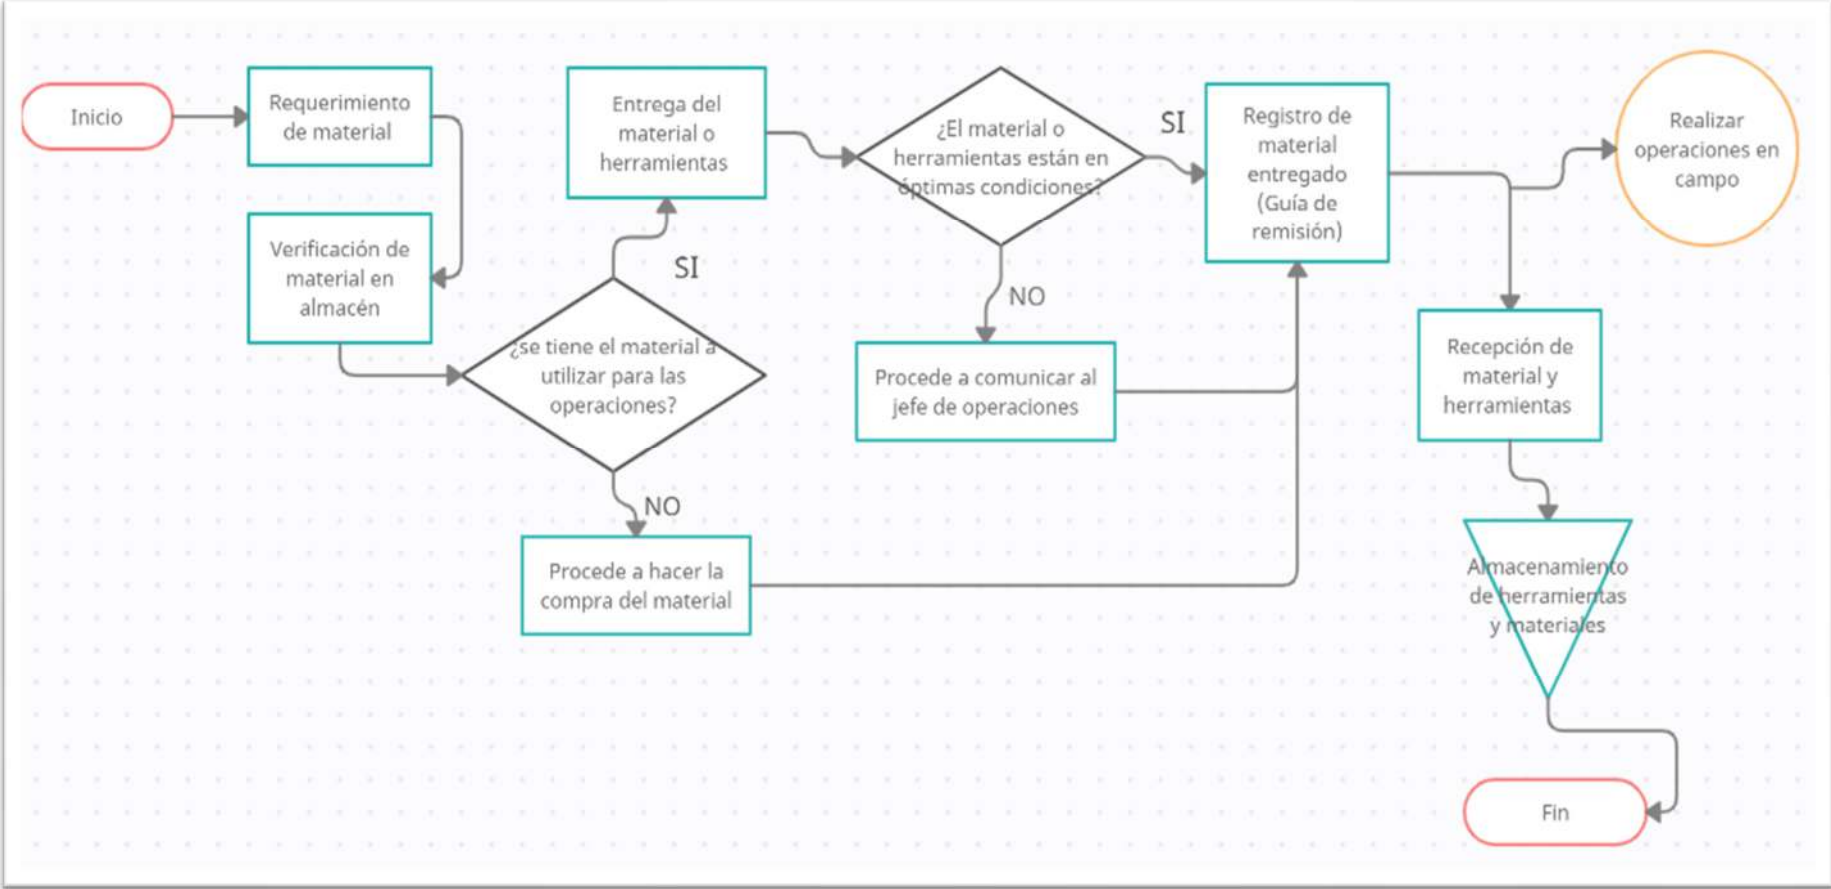 Inicio
Requerimiento
de material
Verificación de
material en
almacén
¿se tiene el material a
utilizar para las
operaciones?
SI
NO
Entrega del
material o
herramientas
Procede a hacer la
compra del material
¿El material o
herramientas están en
óptimas condiciones?
SI
NO
Procede a comunicar al
jefe de operaciones
Registro de
material
entregado
(Guía de
remisión)
Realizar
operaciones en
campo
Recepción de
material y
herramientas
Almacenamiento
de herramientas
y materiales
Fin